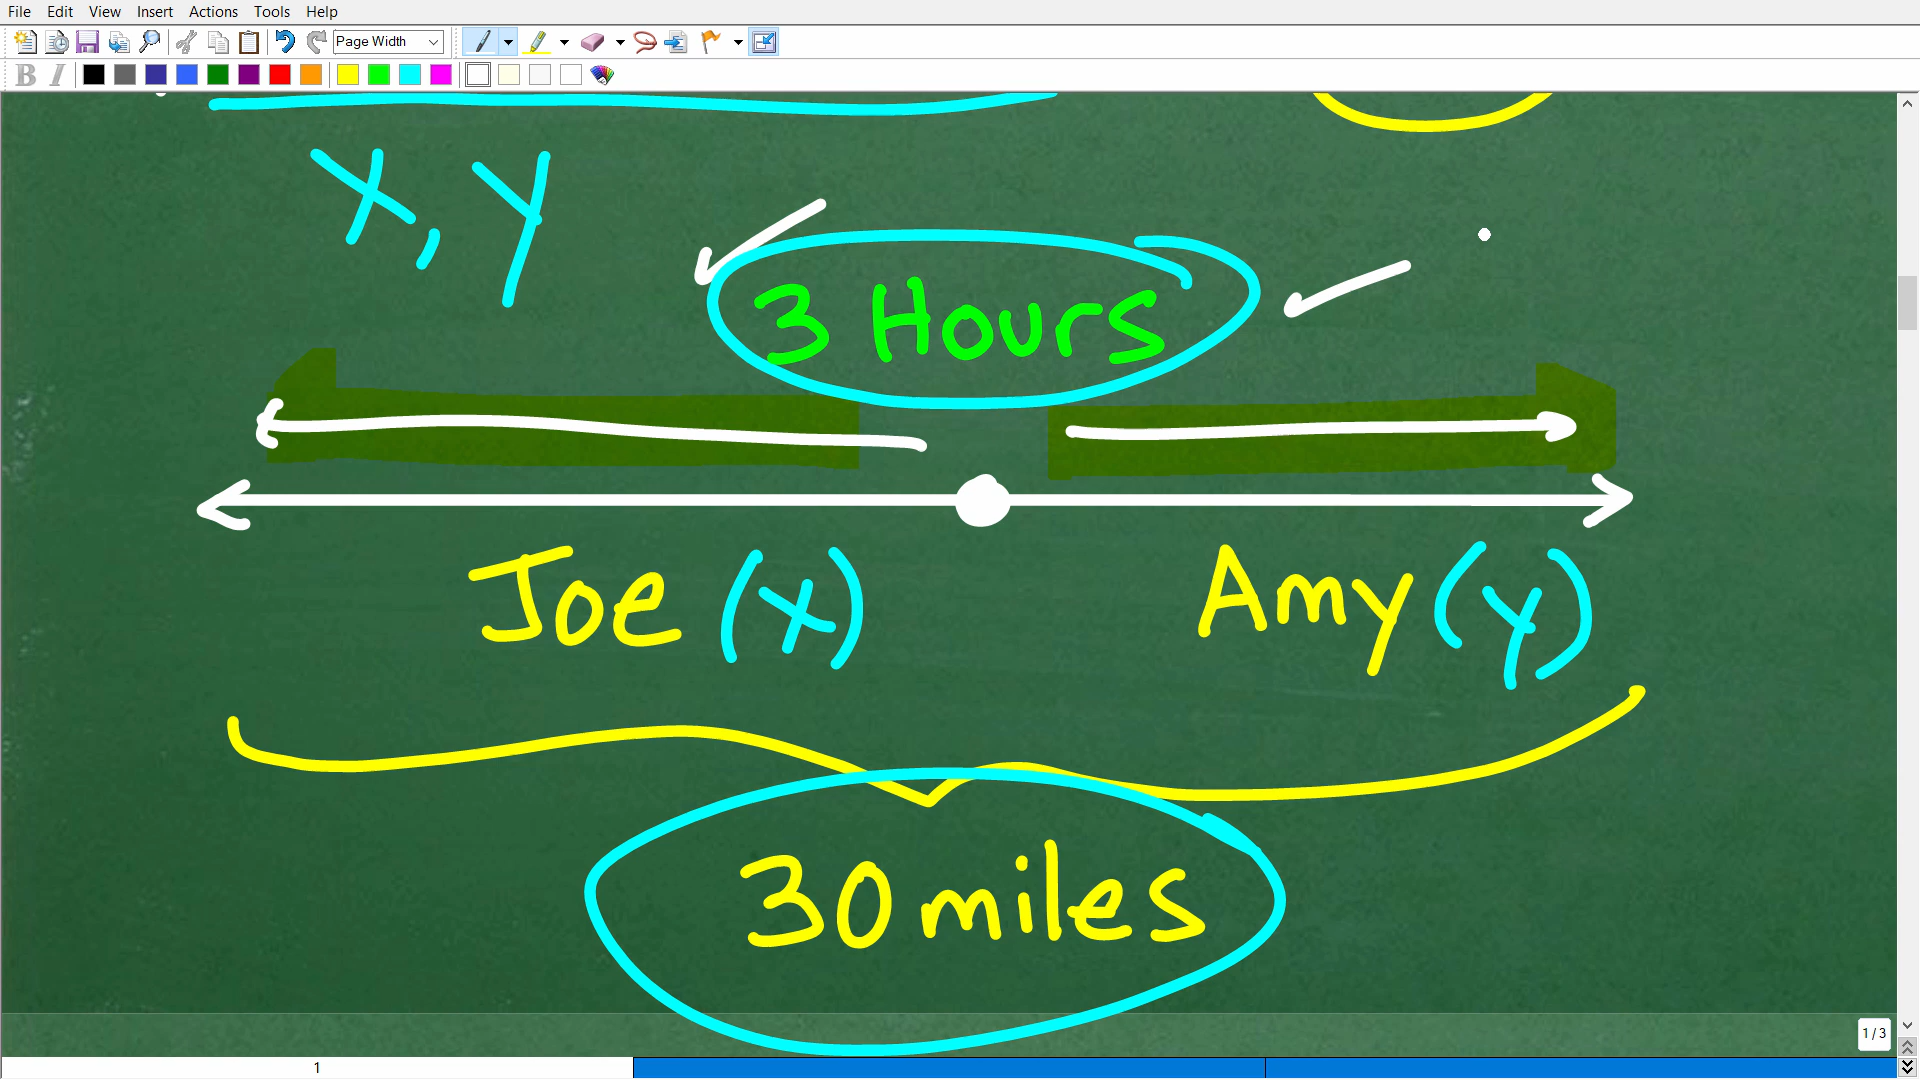 File Edit View Insert Actions Tools Help
Page Width
B I
x, y
3 Hours
Joe (x) Amy (y)
30 miles
1 / 3
1